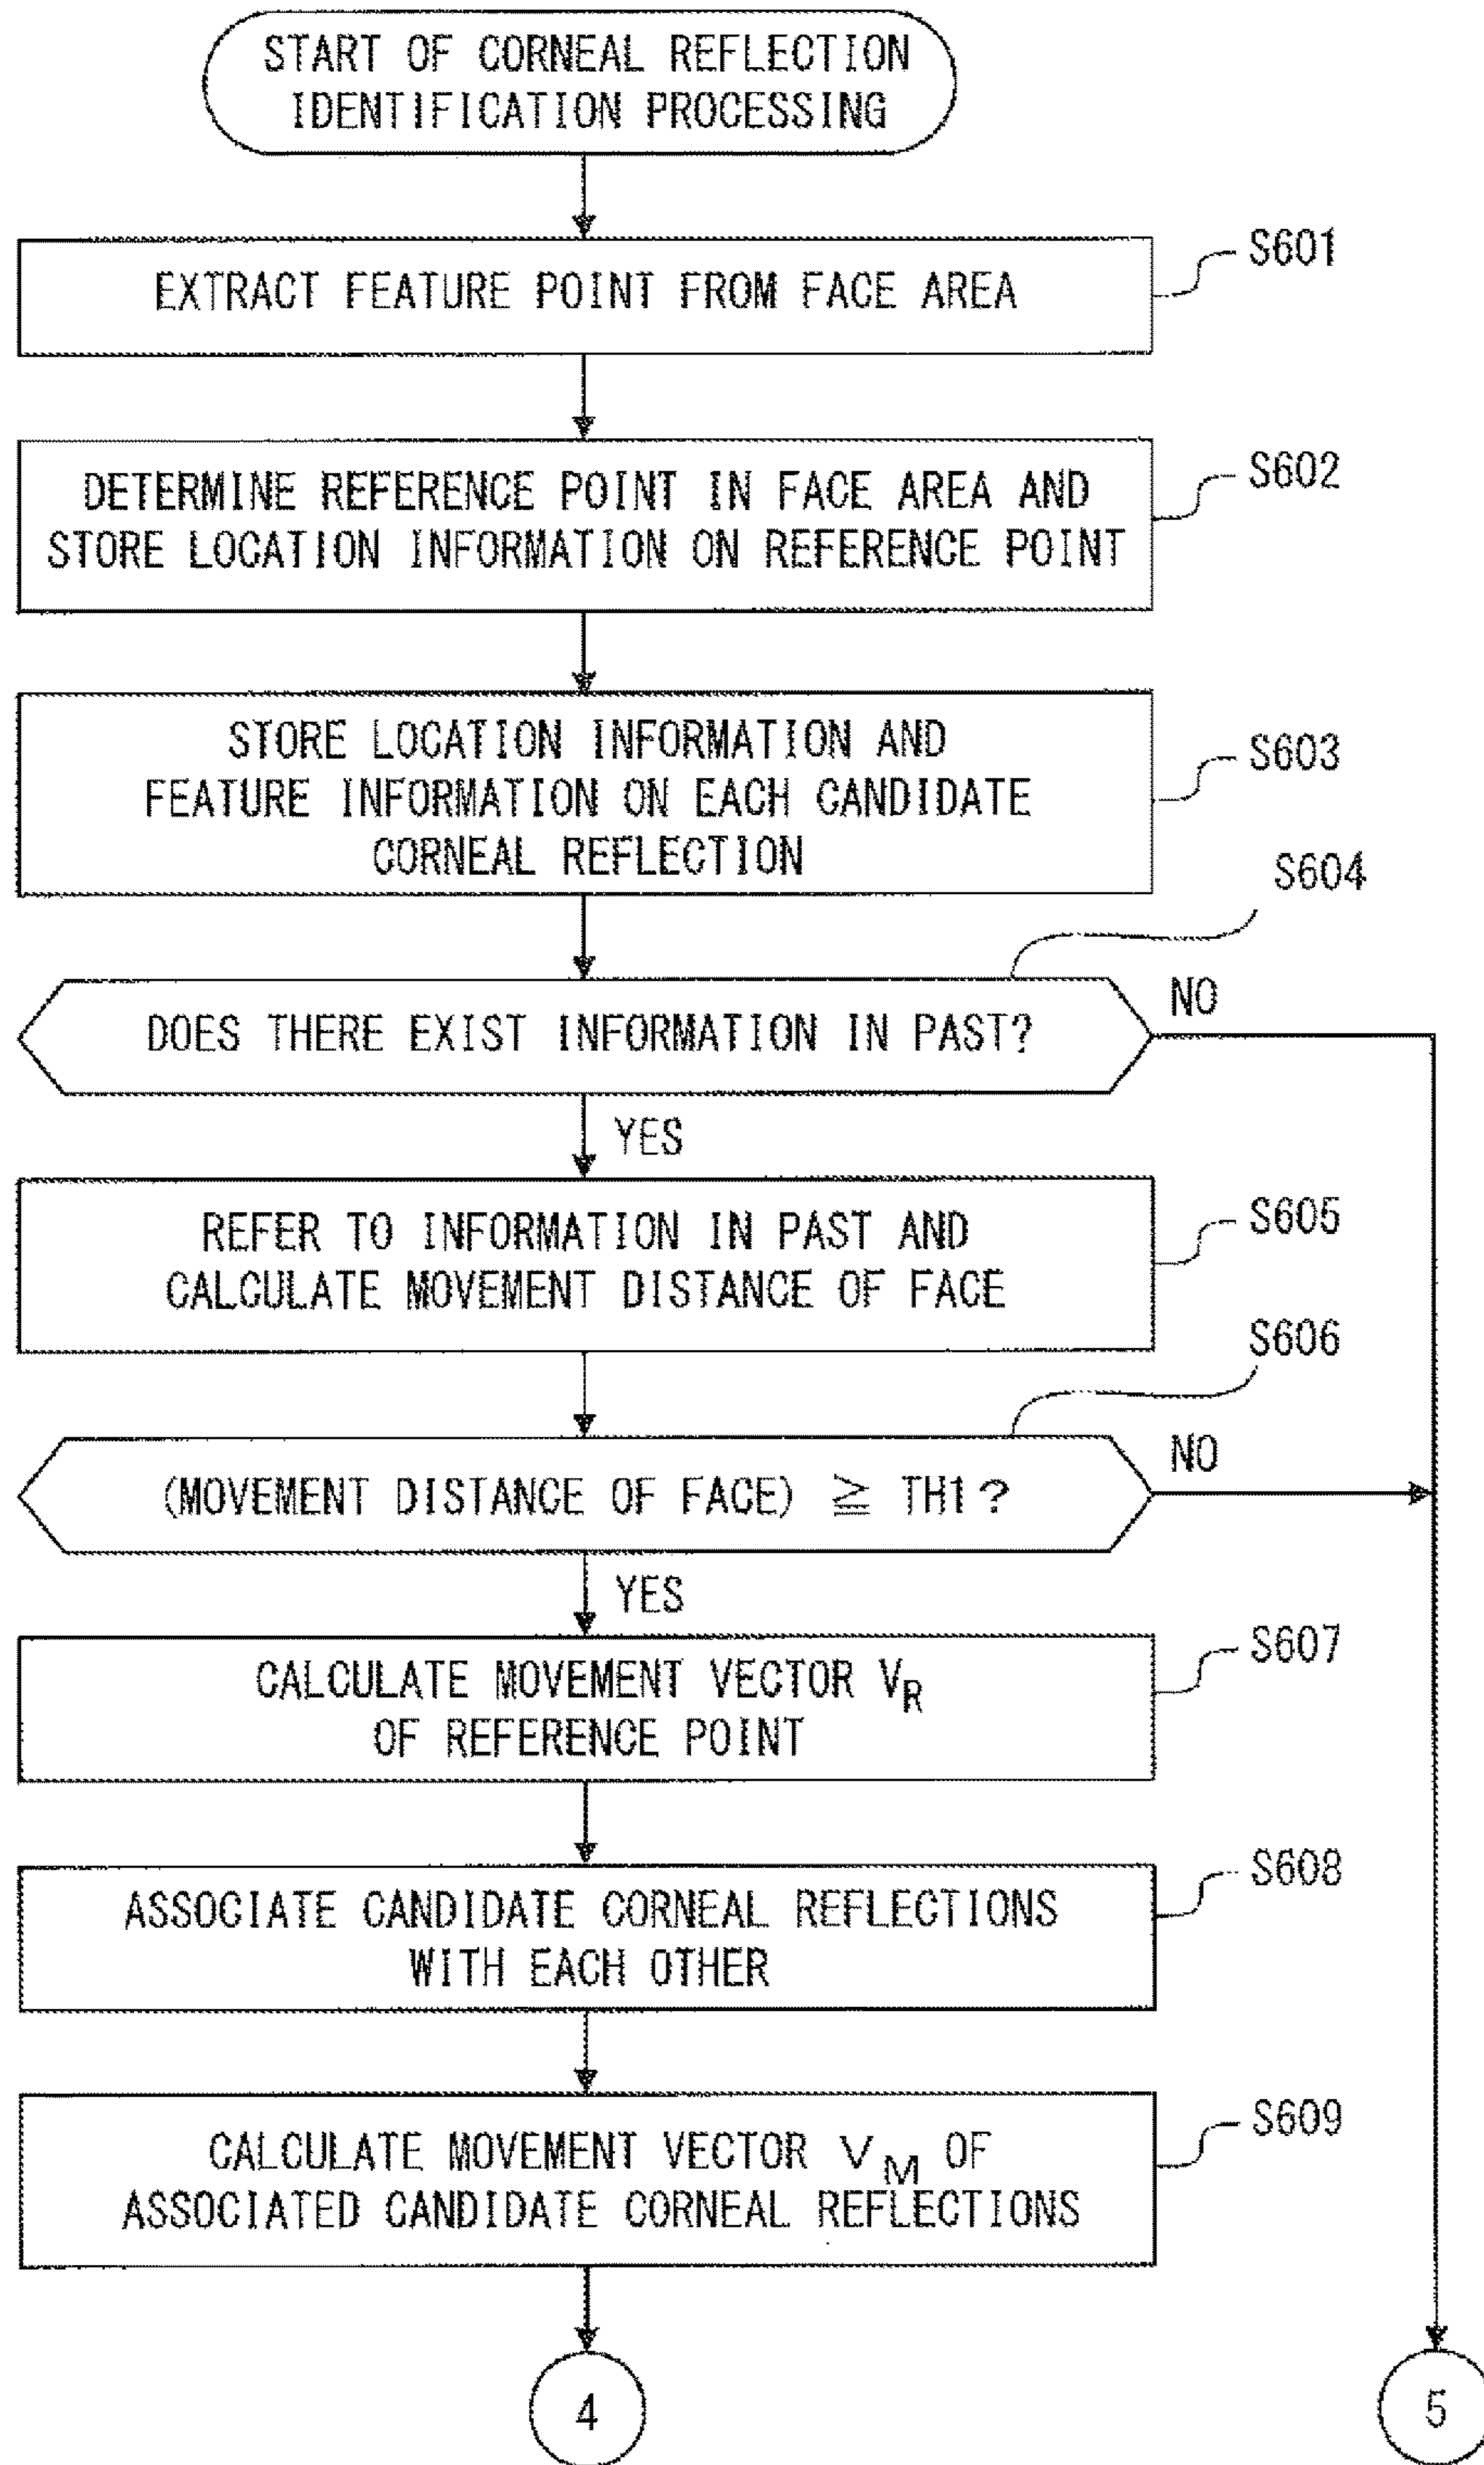 START OF CORNEAL REFLECTION
IDENTIFICATION PROCESSING
EXTRACT FEATURE POINT FROM FACE AREA
S601
DETERMINE REFERENCE POINT IN FACE AREA AND
STORE LOCATION INFORMATION ON REFERENCE POINT
S602
STORE LOCATION INFORMATION AND
FEATURE INFORMATION ON EACH CANDIDATE
CORNEAL REFLECTION
S603
S604
DOES THERE EXIST INFORMATION IN PAST?
NO
YES
REFER TO INFORMATION IN PAST AND
CALCULATE MOVEMENT DISTANCE OF FACE
S605
S606
(MOVEMENT DISTANCE OF FACE) ≧ TH1?
NO
YES
CALCULATE MOVEMENT VECTOR VR
OF REFERENCE POINT
S607
ASSOCIATE CANDIDATE CORNEAL REFLECTIONS
WITH EACH OTHER
S608
CALCULATE MOVEMENT VECTOR VM OF
ASSOCIATED CANDIDATE CORNEAL REFLECTIONS
S609
4
5